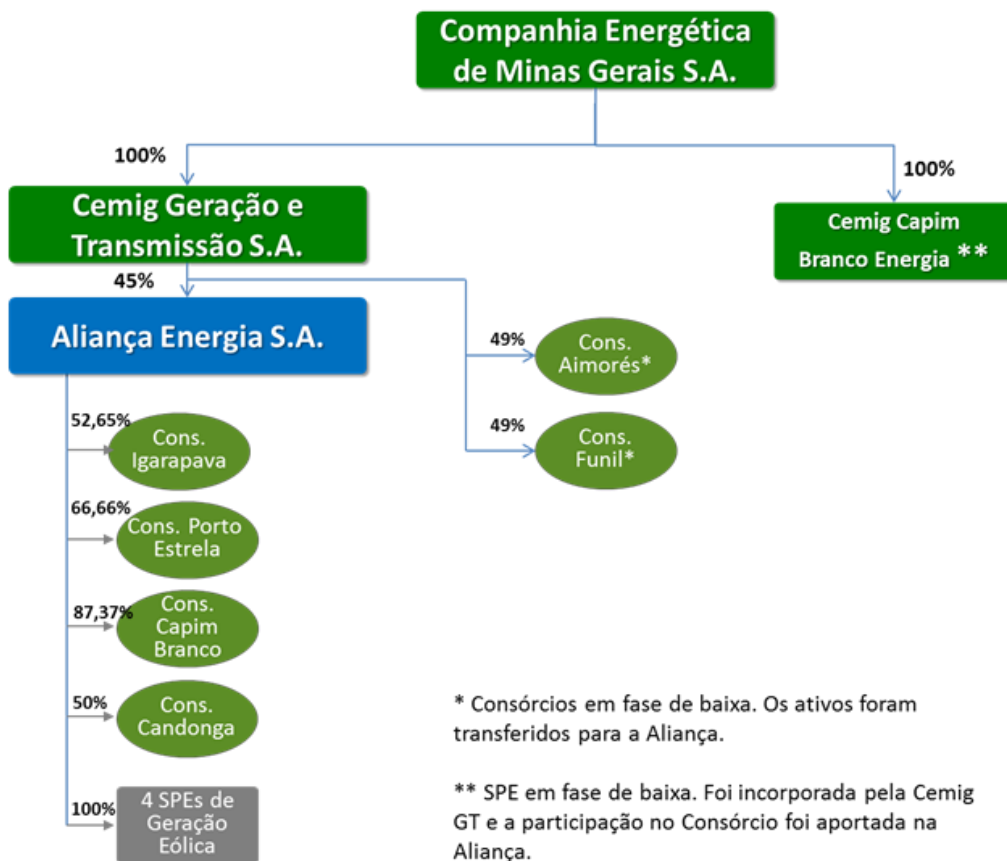 Companhia Energética
de Minas Gerais S.A.
100%
100%
Cemig Geração e
Transmissão S.A.
Cemig Capim
Branco Energia **
45%
Aliança Energia S.A.
49%
Cons.
Aimorés*
49%
Cons.
Funil*
52,65%
Cons.
Igarapava
66,66%
Cons. Porto
Estrela
87,37%
Cons.
Capim
Branco
50%
Cons.
Candonga
100%
4 SPEs de
Geração
Eólica
* Consórcios em fase de baixa. Os ativos foram
transferidos para a Aliança.
** SPE em fase de baixa. Foi incorporada pela Cemig
GT e a participação no Consórcio foi aportada na
Aliança.